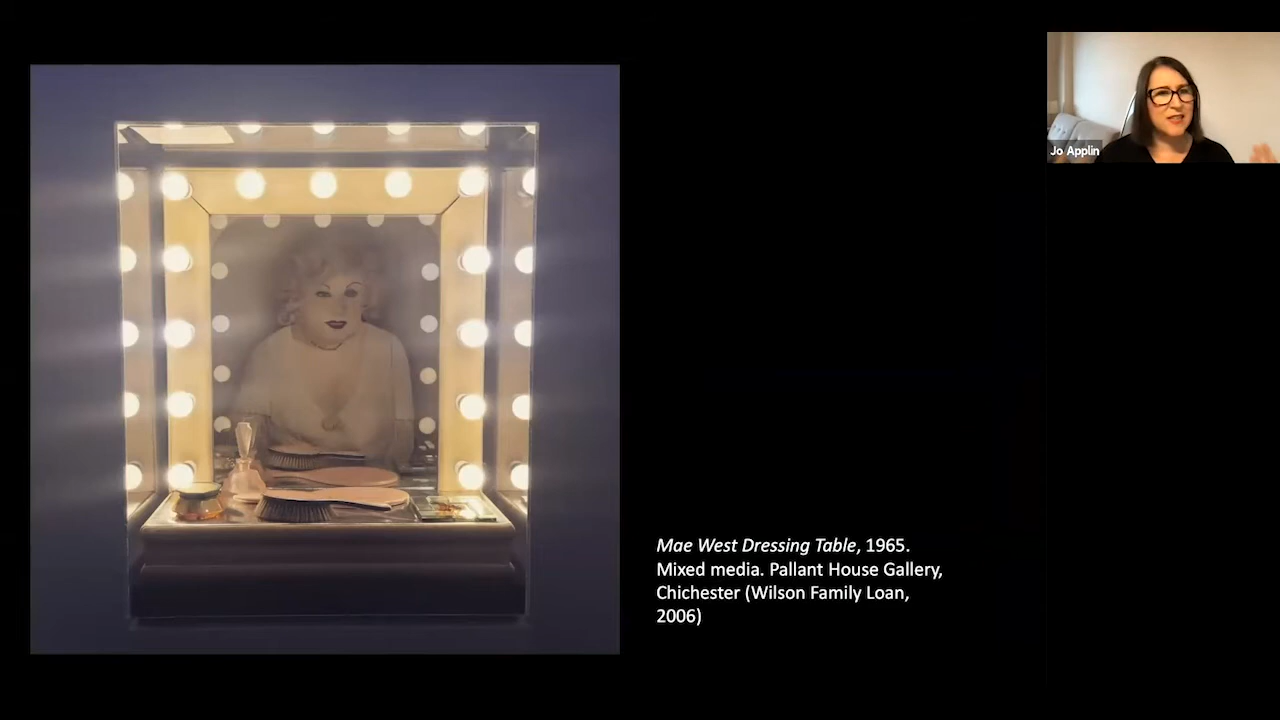 Jo Applin
Mae West Dressing Table, 1965.
Mixed media. Pallant House Gallery,
Chichester (Wilson Family Loan,
2006)